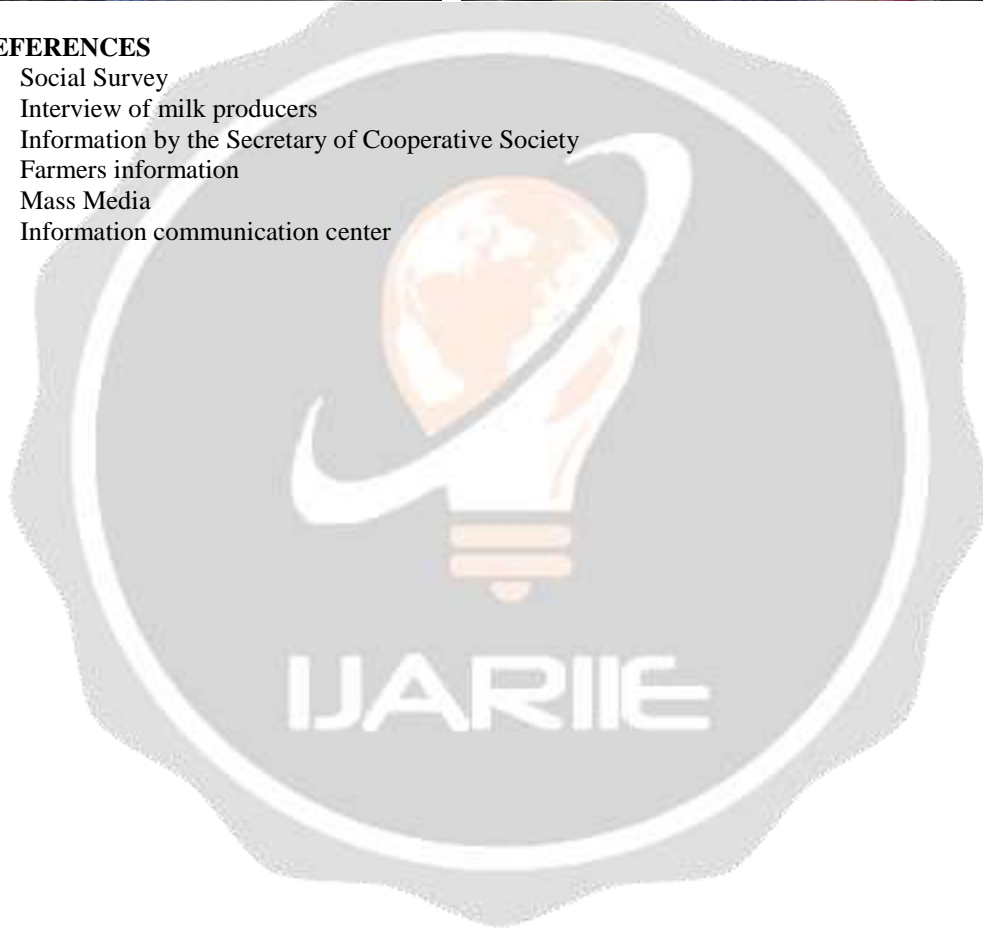 EFERENCES
Social Survey
Interview of milk producers
Information by the Secretary of Cooperative Society
Farmers information
Mass Media
Information communication center
IJARIIE